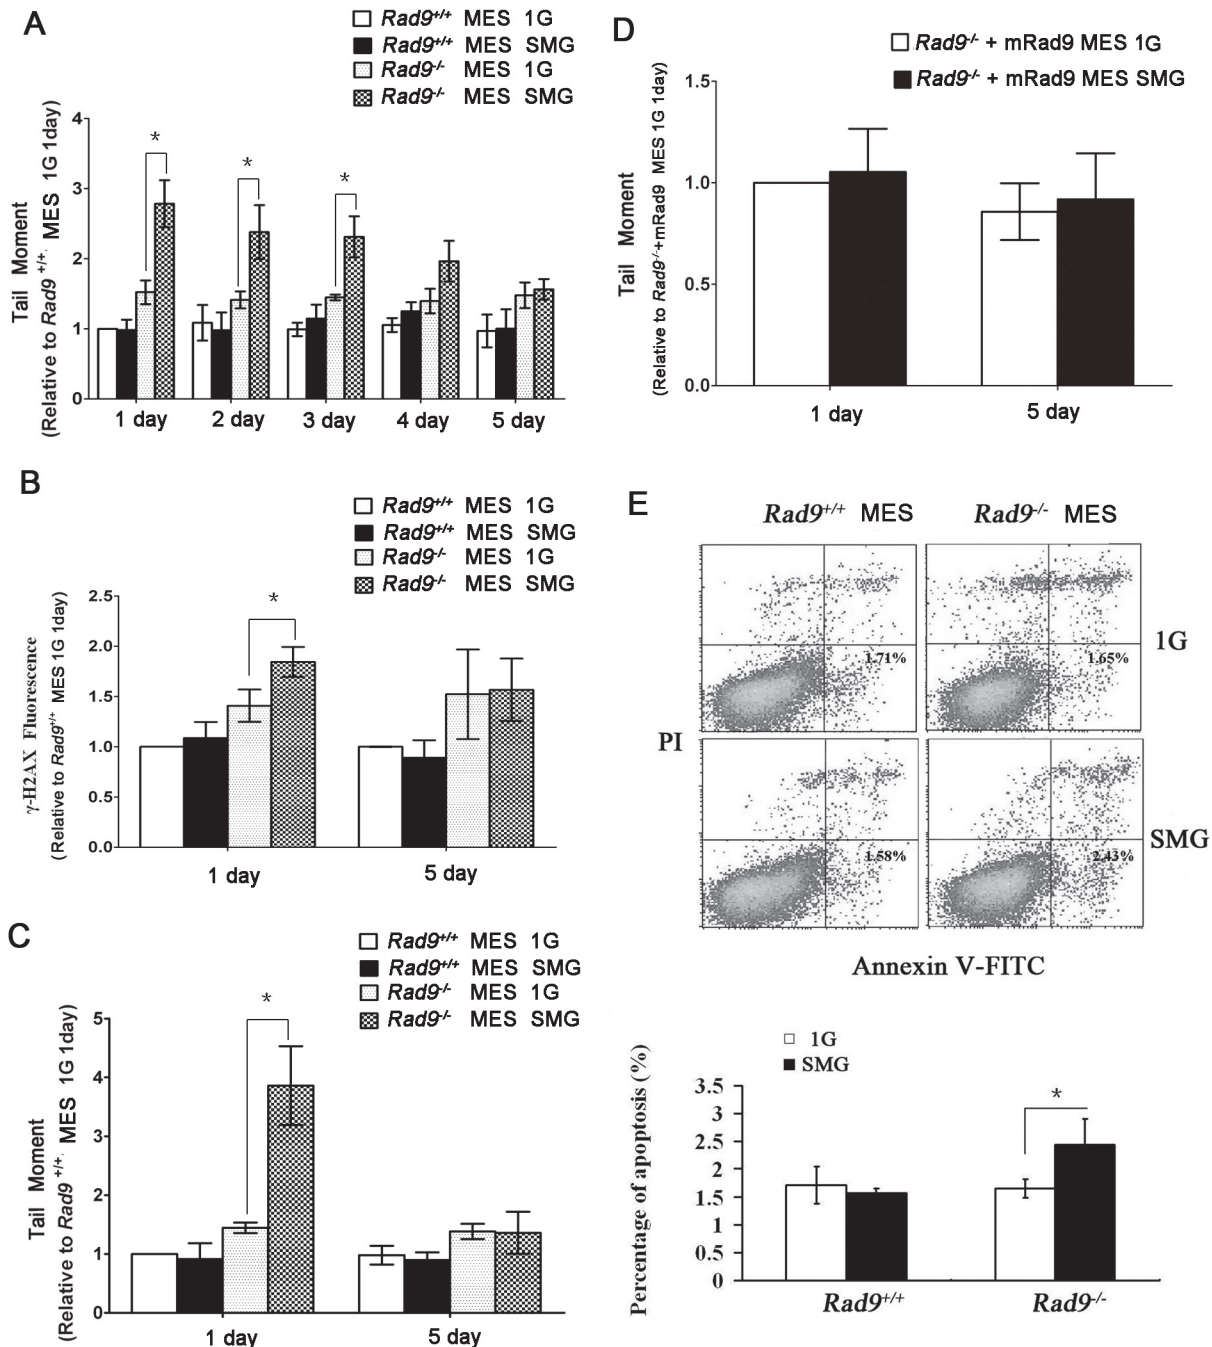 A
Rad9+/+ MES 1G
Rad9+/+ MES SMG
Rad9-/- MES 1G
Rad9-/- MES SMG
Tail Moment
(Relative to Rad9 +/+. MES 1G 1day)
4
3
2
1
0
*
*
*
1 day
2 day
3 day
4 day
5 day
B
Rad9+/+ MES 1G
Rad9+/+ MES SMG
Rad9-/- MES 1G
Rad9-/- MES SMG
γ-H2AX Fluorescence
(Relative to Rad9+/+ MES 1G 1day)
2.5
2.0
1.5
1.0
0.5
0.0
*
1 day
5 day
C
Rad9+/+ MES 1G
Rad9+/+ MES SMG
Rad9-/- MES 1G
Rad9-/- MES SMG
Tail Moment
(Relative to Rad9 +/+. MES 1G 1day)
5
4
3
2
1
0
*
1 day
5 day
D
Rad9-/- + mRad9 MES 1G
Rad9-/- + mRad9 MES SMG
Tail Moment
(Relative to Rad9-/-+mRad9 MES 1G 1day)
1.5
1.0
0.5
0.0
1 day
5 day
E
Rad9+/+ MES
Rad9-/- MES
1.71%
1.65%
1G
PI
1.58%
2.43%
SMG
Annexin V-FITC
1G
SMG
Percentage of apoptosis (%)
3.5
3
2.5
2
1.5
1
0.5
0
*
Rad9+/+
Rad9-/-